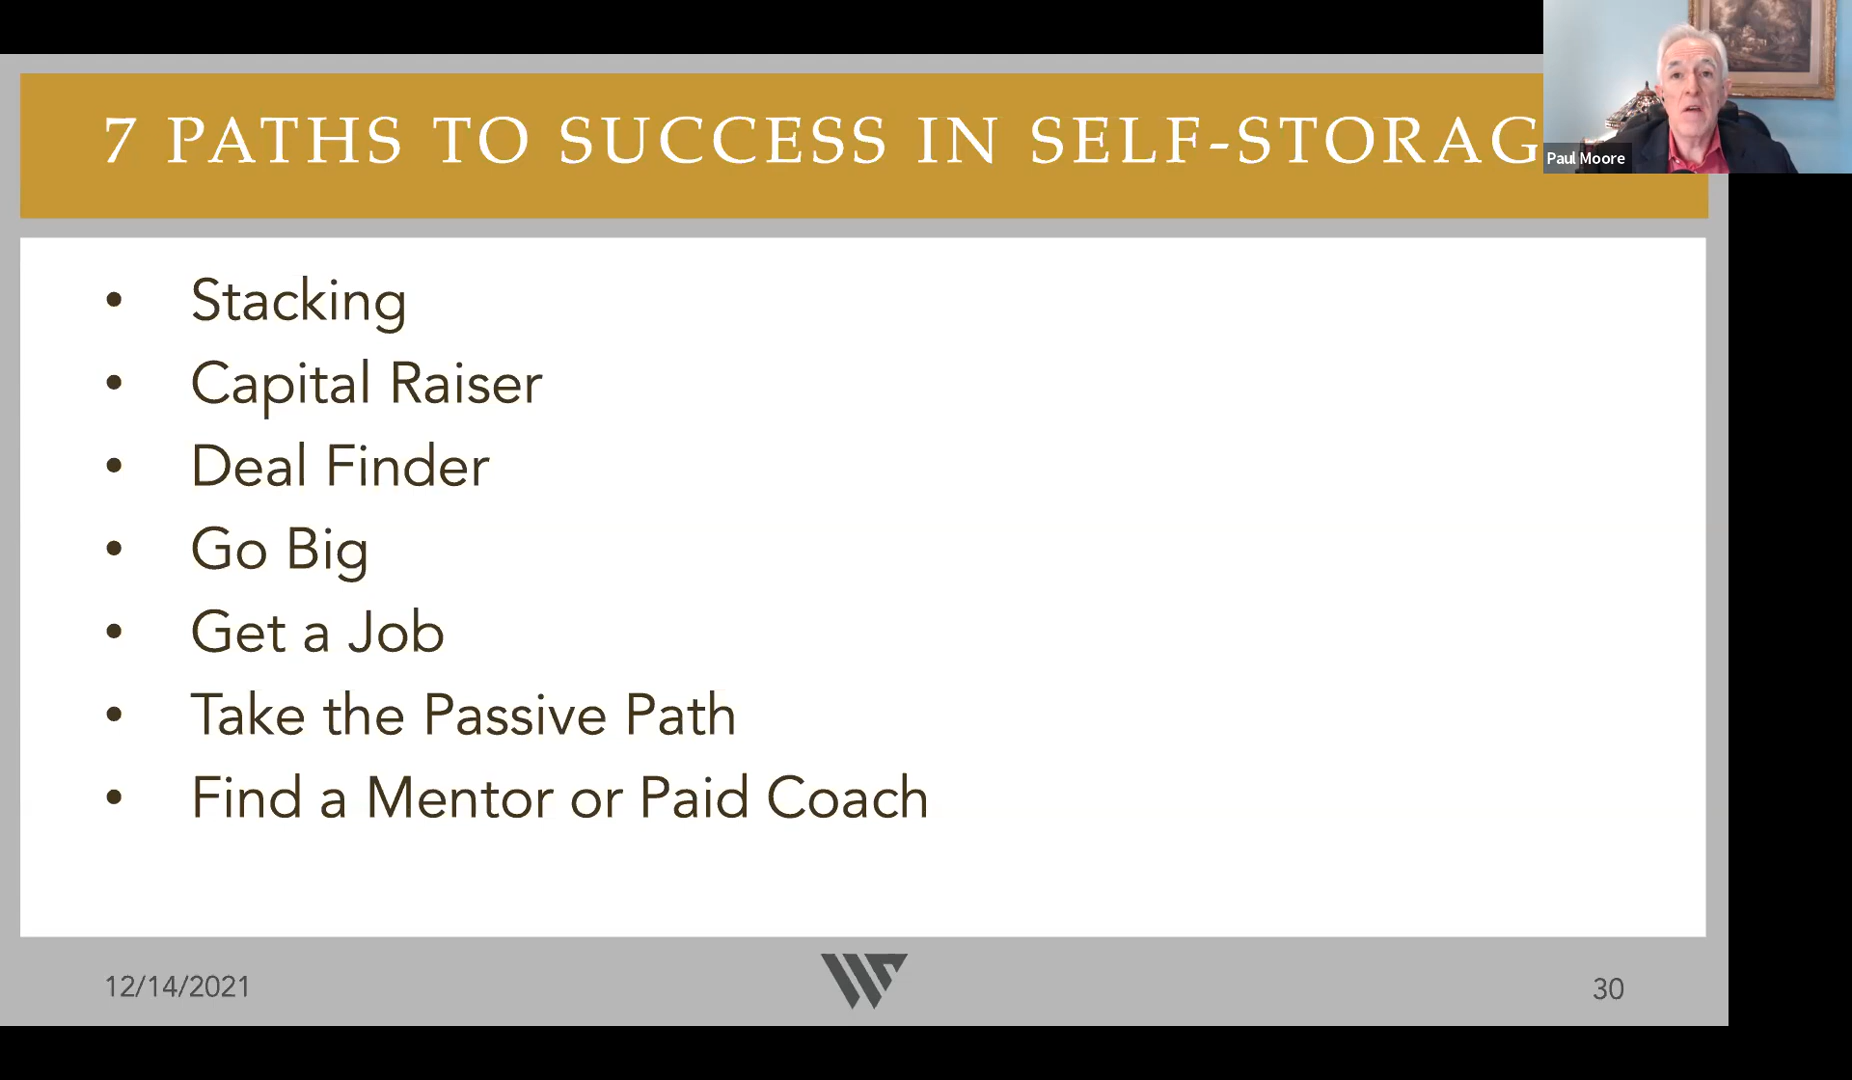 7 PATHS TO SUCCESS IN SELF-STORAG
Paul Moore
• Stacking
• Capital Raiser
• Deal Finder
• Go Big
• Get a Job
• Take the Passive Path
• Find a Mentor or Paid Coach
12/14/2021
30